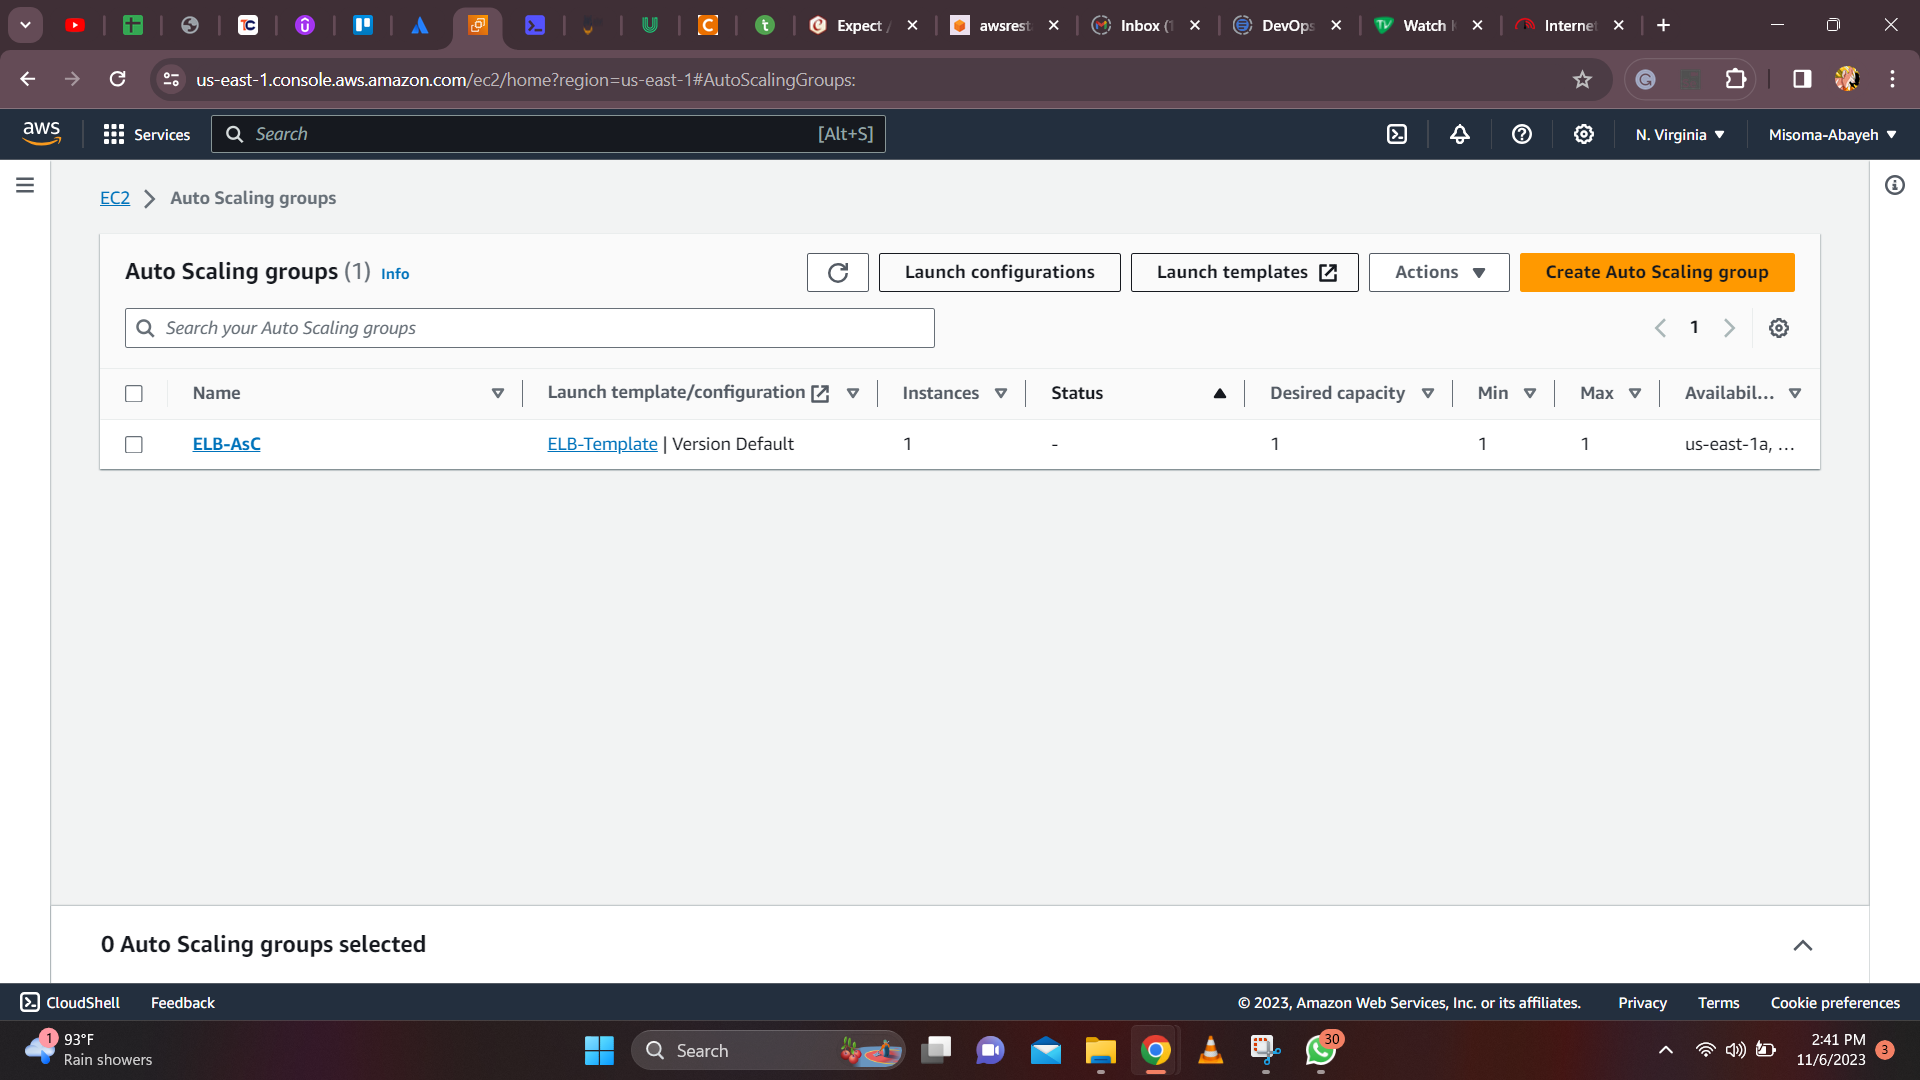 Expect /
awsrest
Inbox (1
DevOps
Watch
Internet
us-east-1.console.aws.amazon.com/ec2/home?region=us-east-1#AutoScalingGroups:
aws
Services
Search
[Alt+S]
N. Virginia
Misoma-Abayeh
EC2
Auto Scaling groups
Auto Scaling groups (1) Info
Launch configurations
Launch templates
Actions
Create Auto Scaling group
Search your Auto Scaling groups
1
Name
Launch template/configuration
Instances
Status
Desired capacity
Min
Max
Availabil...
ELB-AsC
ELB-Template | Version Default
1
-
1
1
1
us-east-1a, ...
0 Auto Scaling groups selected
CloudShell
Feedback
© 2023, Amazon Web Services, Inc. or its affiliates.
Privacy
Terms
Cookie preferences
1
93°F
Rain showers
Search
30
2:41 PM
11/6/2023
3